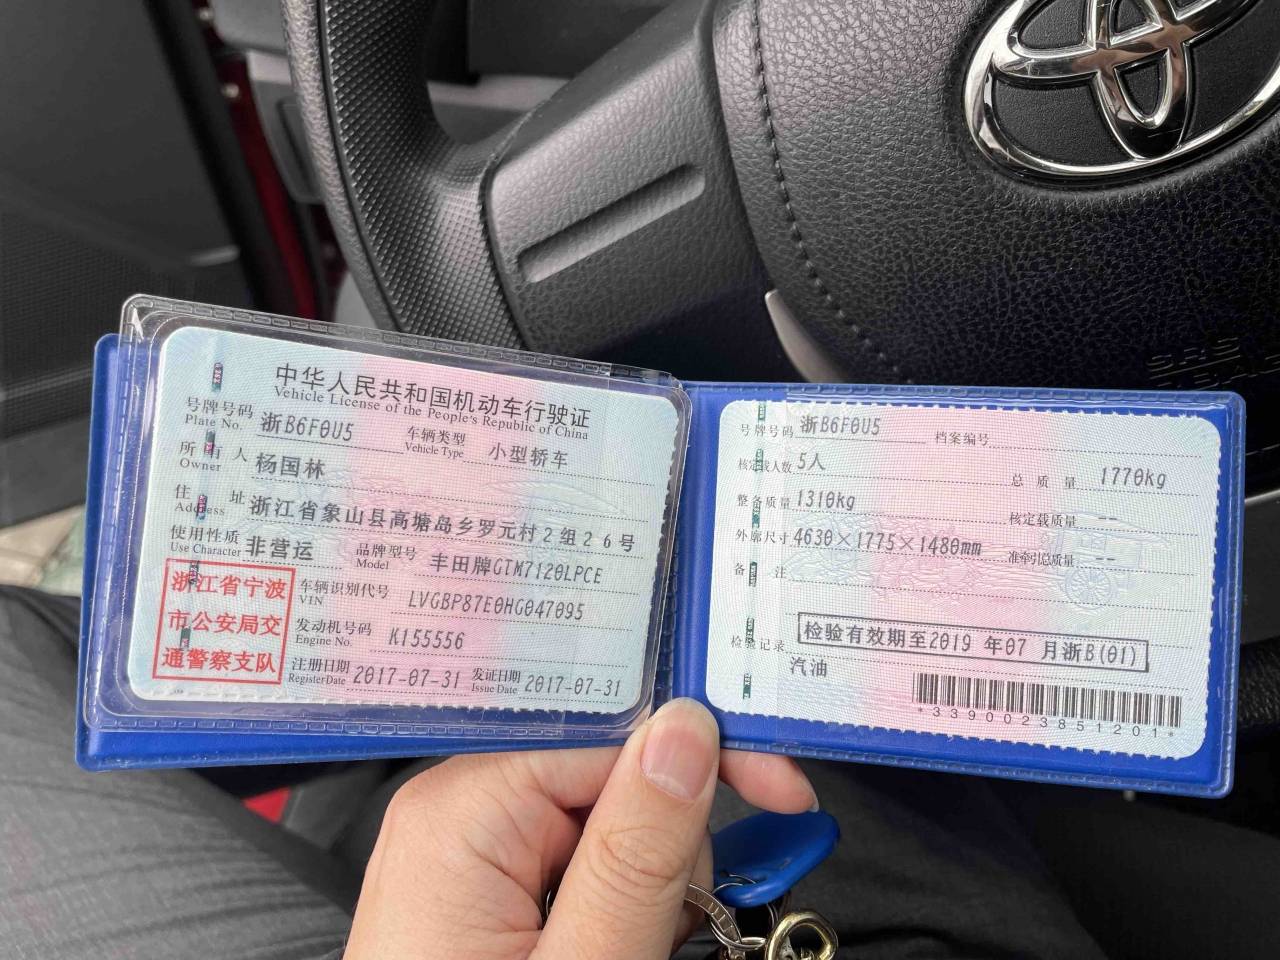 中华人民共和国机动车行驶证
Vehicle License of the People's Republic of China
号牌号码 浙B6F0U5 车辆类型 小型轿车
Plate No. Vehicle Type
所有人 杨国林
Owner
住址 浙江省象山县高塘岛乡罗元村2组26号
Address
使用性质 非营运 品牌型号 丰田牌GTM7120LPCE
Use Character Model
浙江省宁波
市公安局交
通警察支队
车辆识别代号 LVGBP87E0HG047095
VIN
发动机号码 K155556
Engine No.
注册日期 2017-07-31 发证日期 2017-07-31
Register Date Issue Date
号牌号码 浙B6F0U5 档案编号
核定载人数 5人 总质量 1770kg
整备质量 1310kg 核定载质量 --
外廓尺寸 4630×1775×1480mm 准牵引总质量 --
备注
检验记录 检验有效期至2019 年07 月浙B(01)
汽油
*3390023851201*